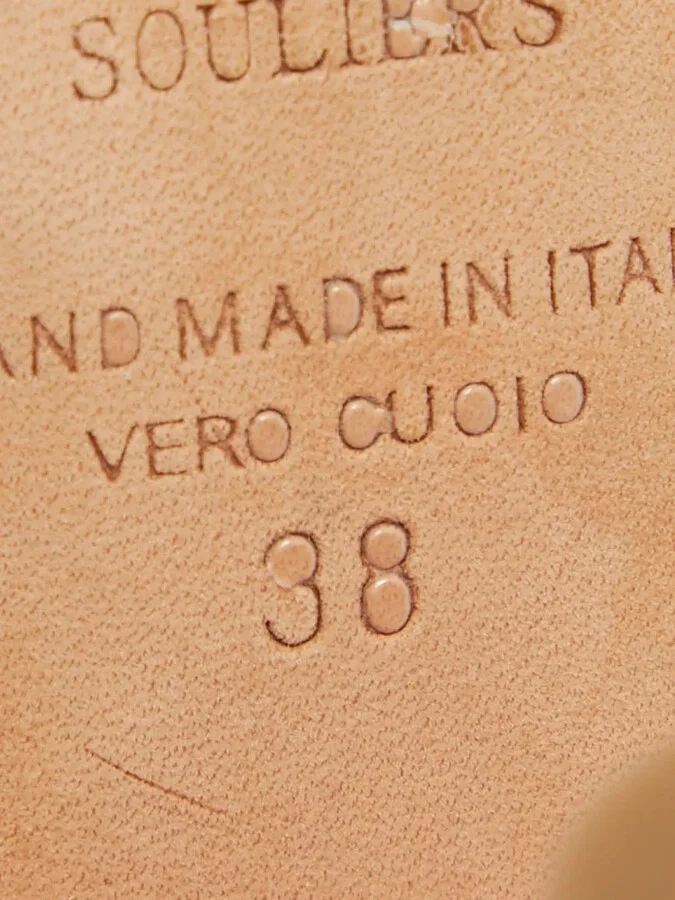 SOULIERS
AND MADE IN ITAL
VERO CUOIO
38